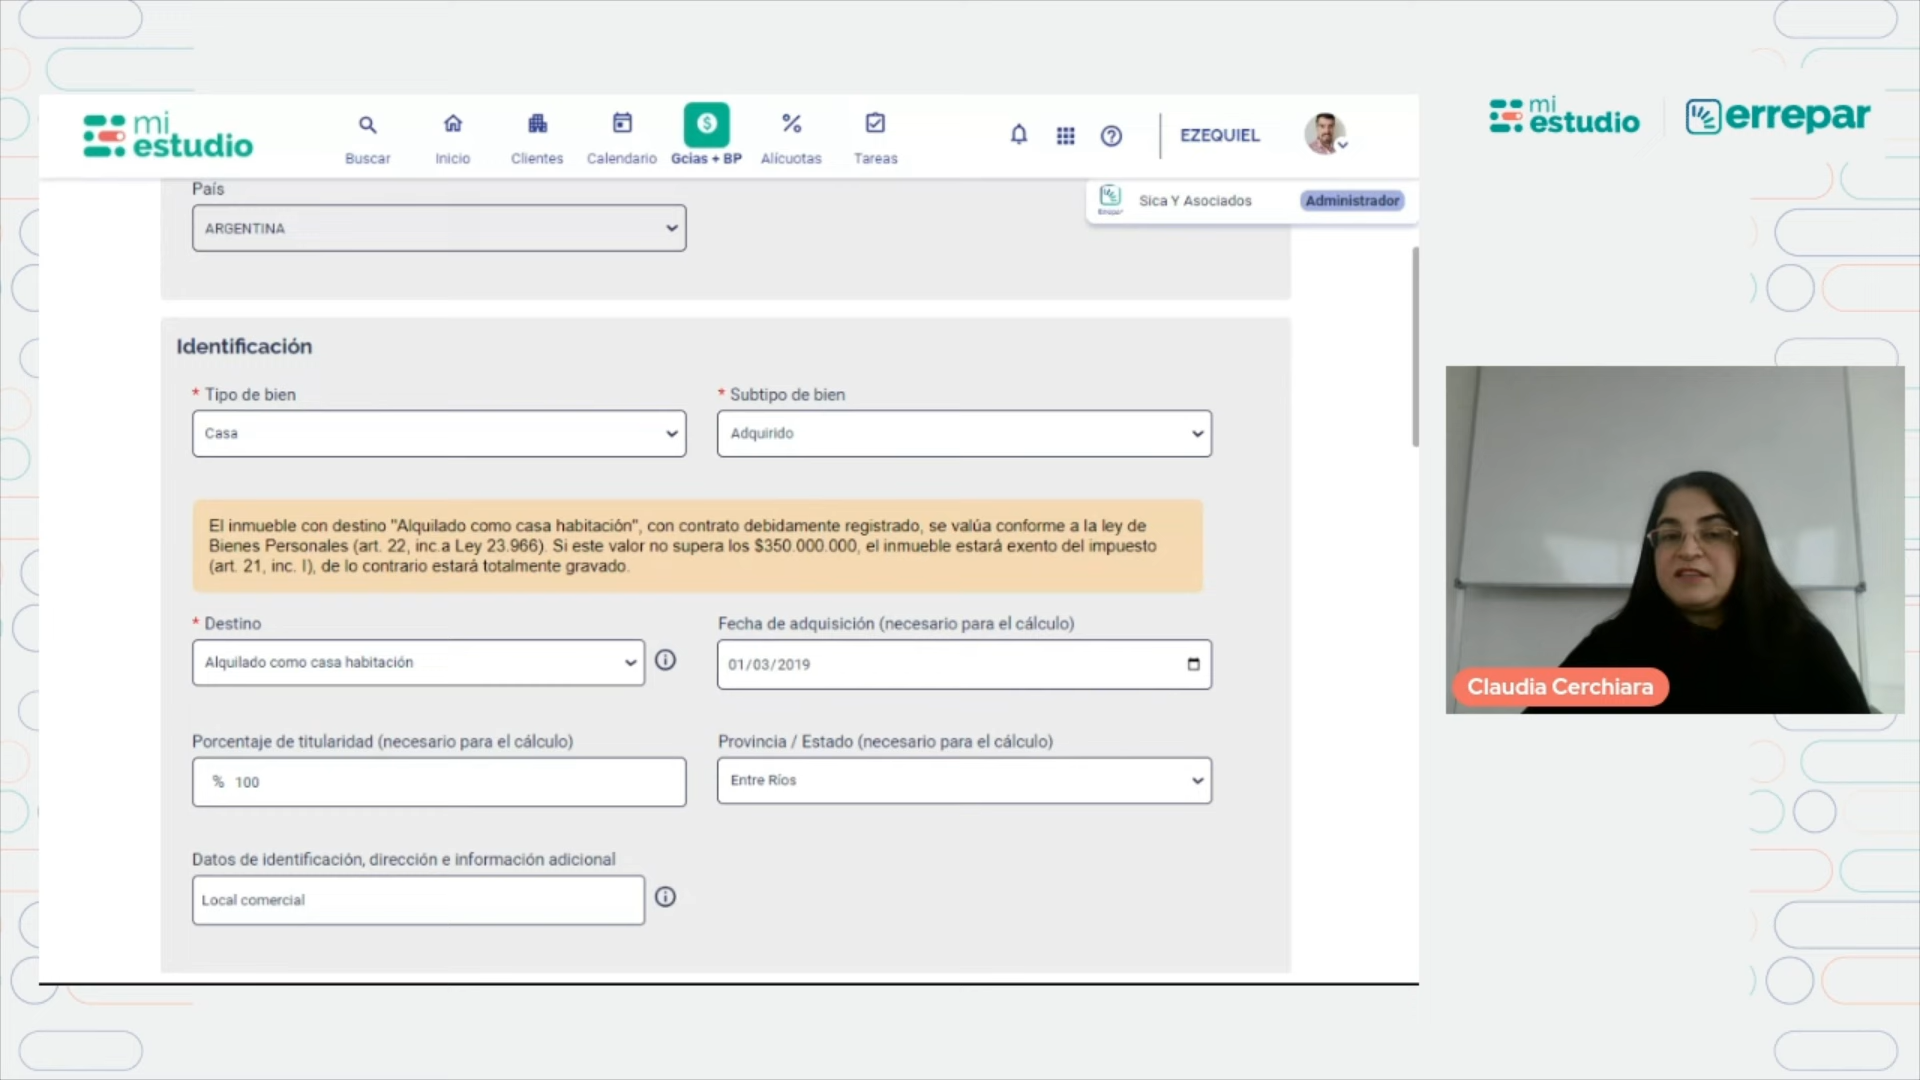 mi estudio
Buscar
Inicio
Clientes
Calendario
Gcias + BP
Alícuotas
Tareas
EZEQUIEL
mi estudio
errepar
País
ARGENTINA
Errepar
Sica Y Asociados
Administrador
Identificación
* Tipo de bien
* Subtipo de bien
Casa
Adquirido
El inmueble con destino "Alquilado como casa habitación", con contrato debidamente registrado, se valúa conforme a la ley de
Bienes Personales (art. 22, inc.a Ley 23.966). Si este valor no supera los $350.000.000, el inmueble estará exento del impuesto
(art. 21, inc. l), de lo contrario estará totalmente gravado.
* Destino
Fecha de adquisición (necesario para el cálculo)
Alquilado como casa habitación
01/03/2019
Porcentaje de titularidad (necesario para el cálculo)
Provincia / Estado (necesario para el cálculo)
% 100
Entre Ríos
Datos de identificación, dirección e información adicional
Local comercial
Claudia Cerchiara